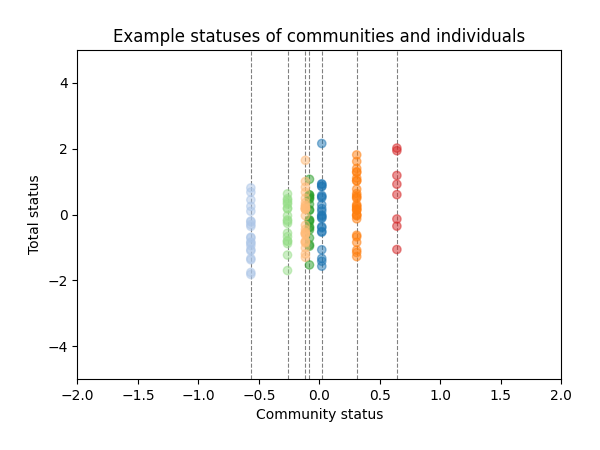 Example statuses of communities and individuals
4
2
0
−2
−4
Total status
−2.0 −1.5 −1.0 −0.5 0.0 0.5 1.0 1.5 2.0
Community status